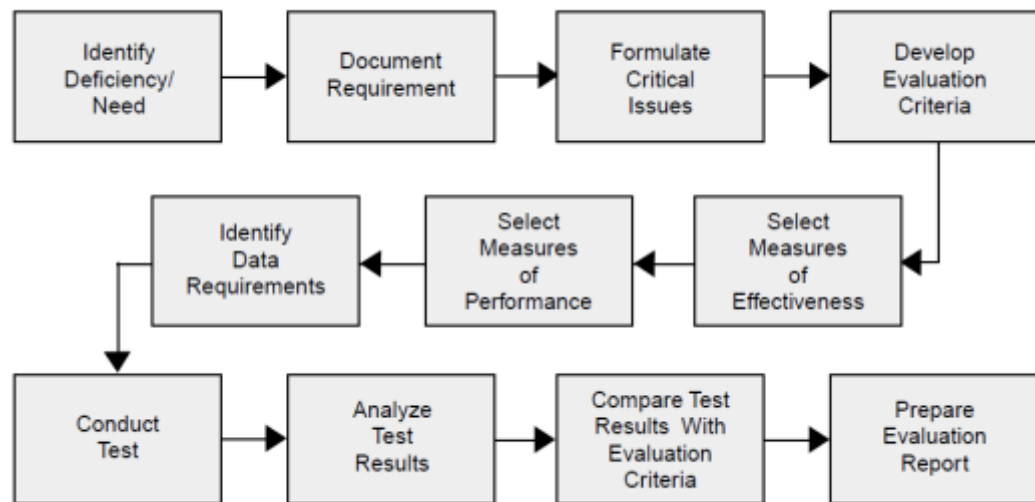 Identify
Deficiency/
Need
Document
Requirement
Formulate
Critical
Issues
Develop
Evaluation
Criteria
Select
Measures
of
Effectiveness
Select
Measures
of
Performance
Identify
Data
Requirements
Conduct
Test
Analyze
Test
Results
Compare Test
Results With
Evaluation
Criteria
Prepare
Evaluation
Report